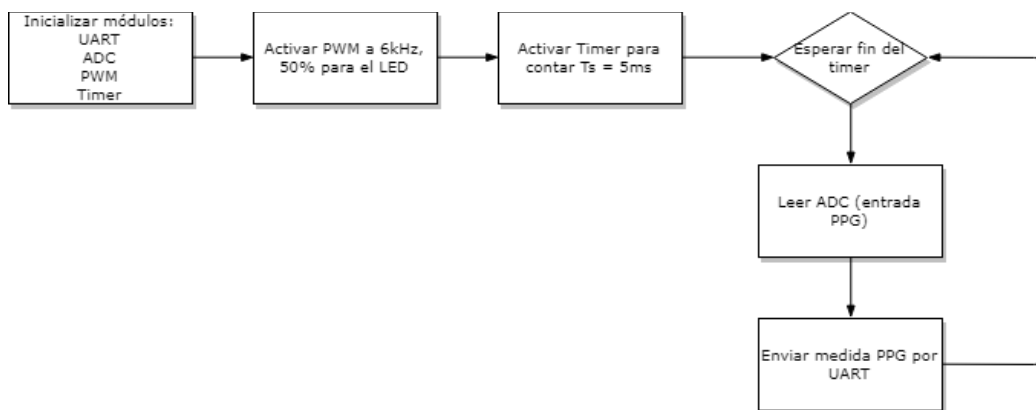 Inicializar módulos:
UART
ADC
PWM
Timer
Activar PWM a 6kHz,
50% para el LED
Activar Timer para
contar Ts = 5ms
Esperar fin del
timer
Leer ADC (entrada
PPG)
Enviar medida PPG por
UART